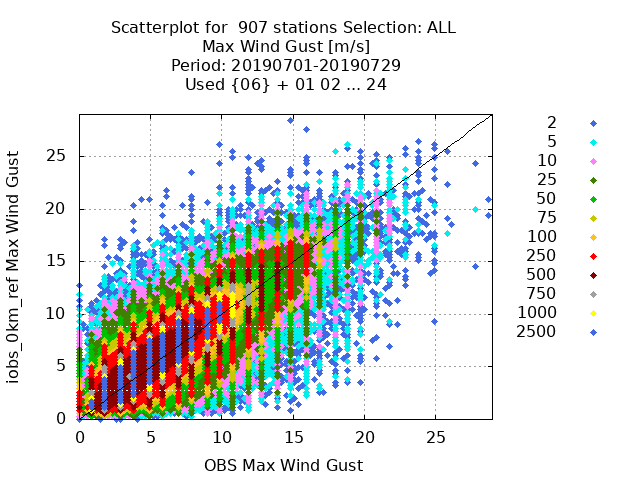 Scatterplot for  907 stations Selection: ALL
Max Wind Gust [m/s]
Period: 20190701-20190729
Used {06} + 01 02 ... 24
iobs_0km_ref Max Wind Gust
25
20
15
10
5
0
0 5 10 15 20 25
OBS Max Wind Gust
2
5
10
25
50
75
100
250
500
750
1000
2500